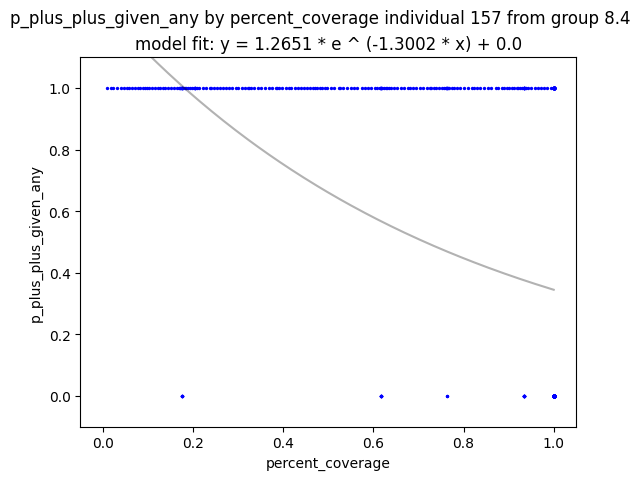 p_plus_plus_given_any by percent_coverage individual 157 from group 8.4
model fit: y = 1.2651 * e ^ (-1.3002 * x) + 0.0
p_plus_plus_given_any
1.0
0.8
0.6
0.4
0.2
0.0
0.0 0.2 0.4 0.6 0.8 1.0
percent_coverage